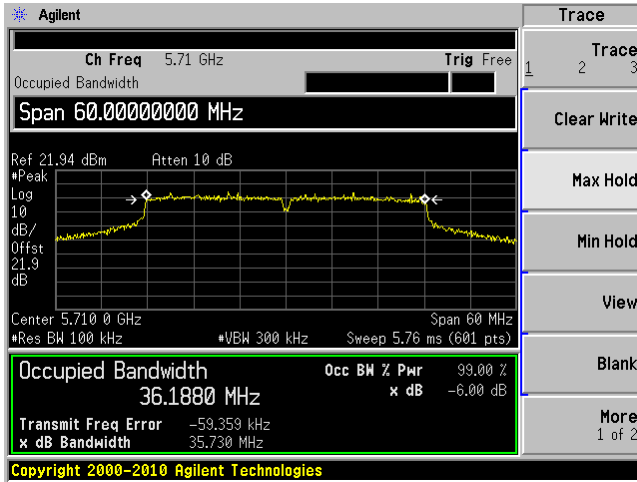 Agilent
Trace
Ch Freq 5.71 GHz Trig Free
Occupied Bandwidth
Span 60.00000000 MHz
Trace
1 2 3
Clear Write
Max Hold
Min Hold
View
Blank
More
1 of 2
Ref 21.94 dBm Atten 10 dB
#Peak
Log
10
dB/
Offst
21.9
dB
Center 5.710 0 GHz Span 60 MHz
#Res BW 100 kHz #VBW 300 kHz Sweep 5.76 ms (601 pts)
Occupied Bandwidth Occ BW % Pwr 99.00 %
36.1880 MHz x dB -6.00 dB
Transmit Freq Error -59.359 kHz
x dB Bandwidth 35.730 MHz
Copyright 2000-2010 Agilent Technologies